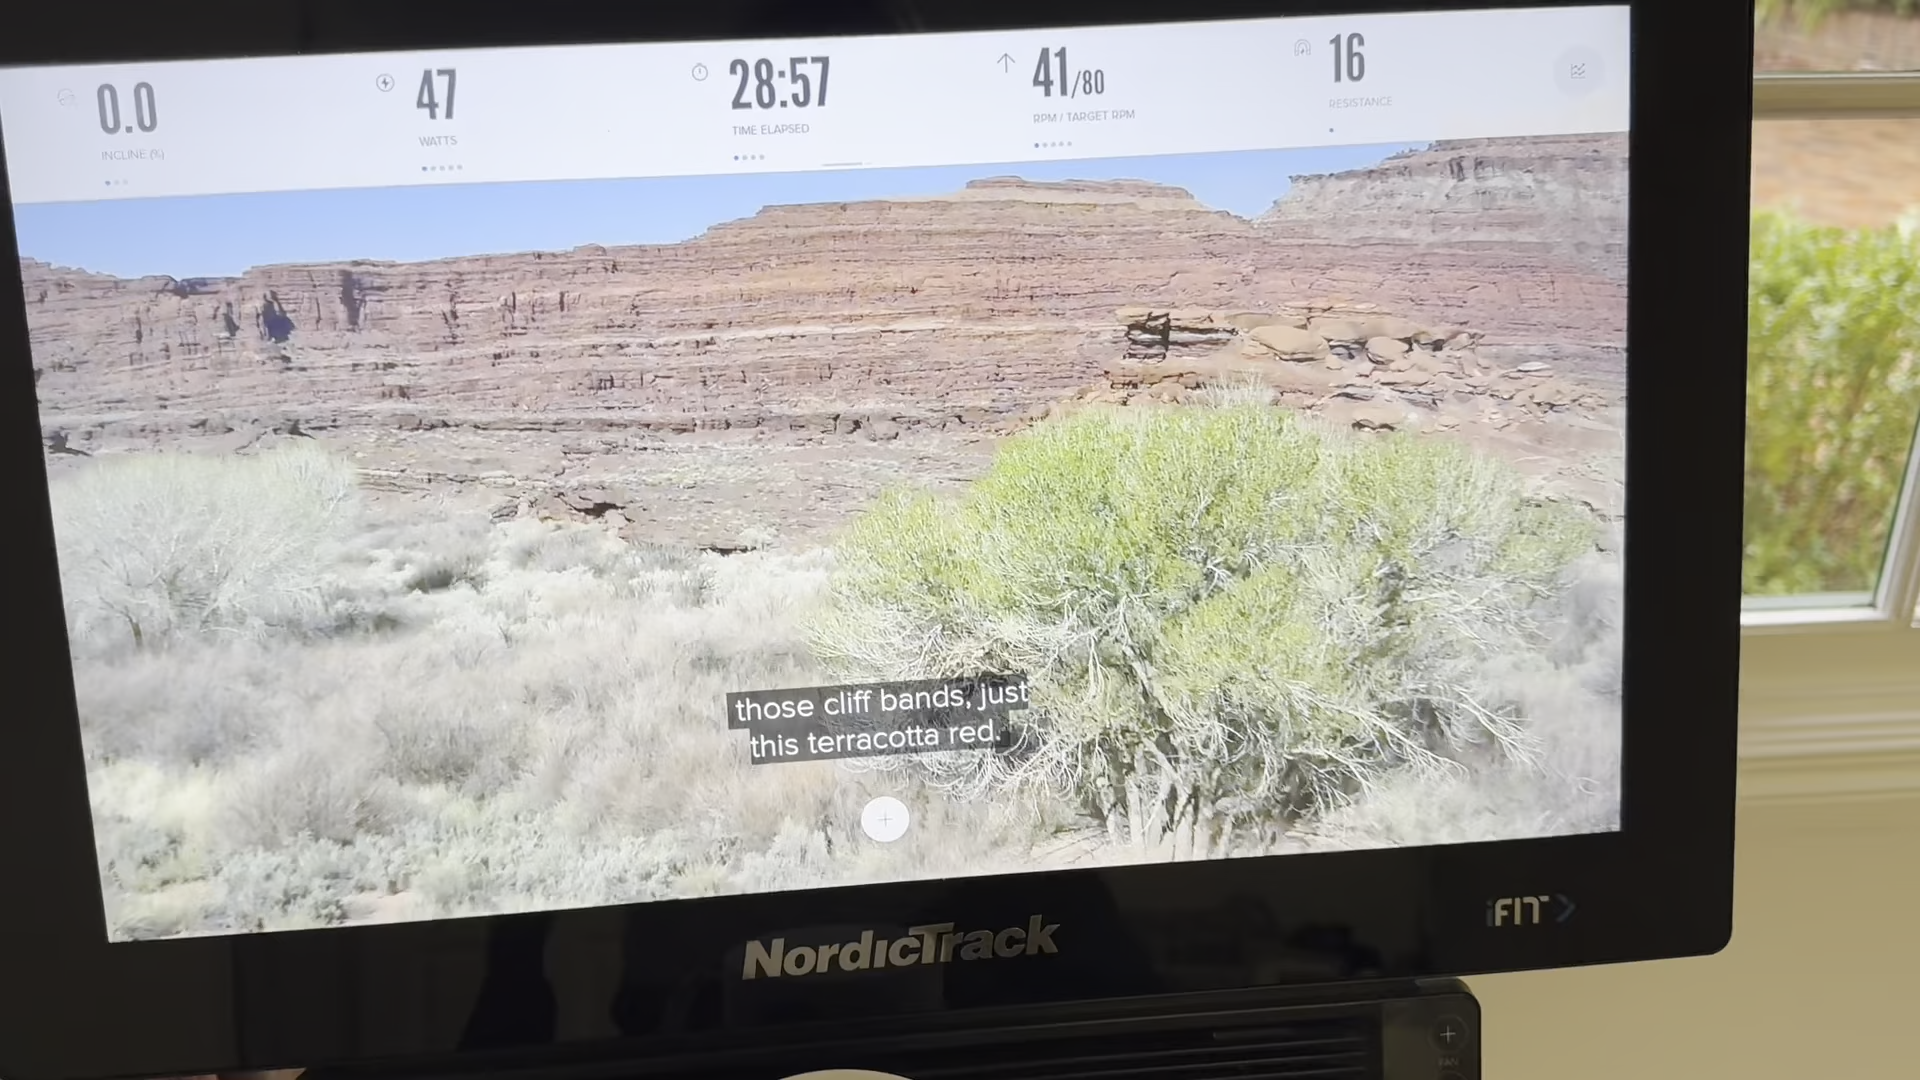 0.0
INCLINE (%)
47
WATTS
28:57
TIME ELAPSED
41/80
RPM / TARGET RPM
16
RESISTANCE
those cliff bands, just
this terracotta red.
iFIT
NordicTrack
FAN